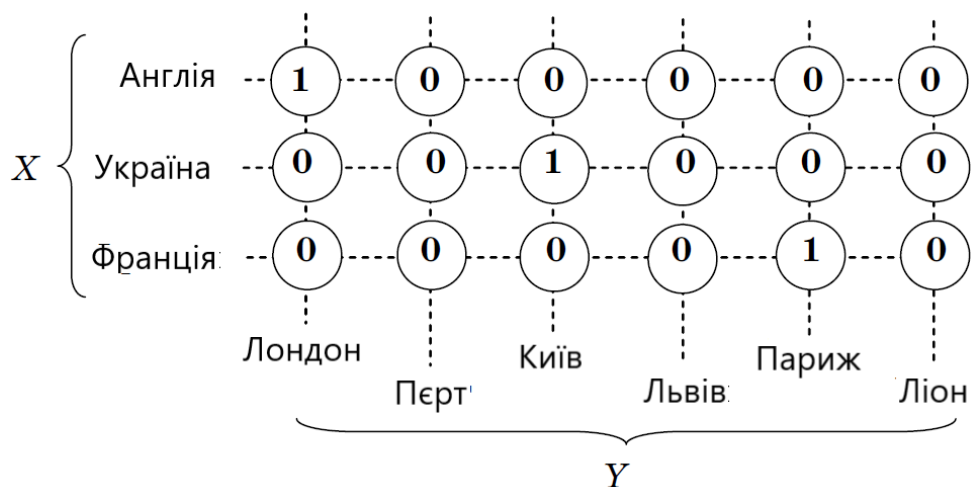 Англія 1 0 0 0 0 0
X Україна 0 0 1 0 0 0
Франція 0 0 0 0 1 0
Лондон Київ Париж
Пєрт Львів Ліон
Y